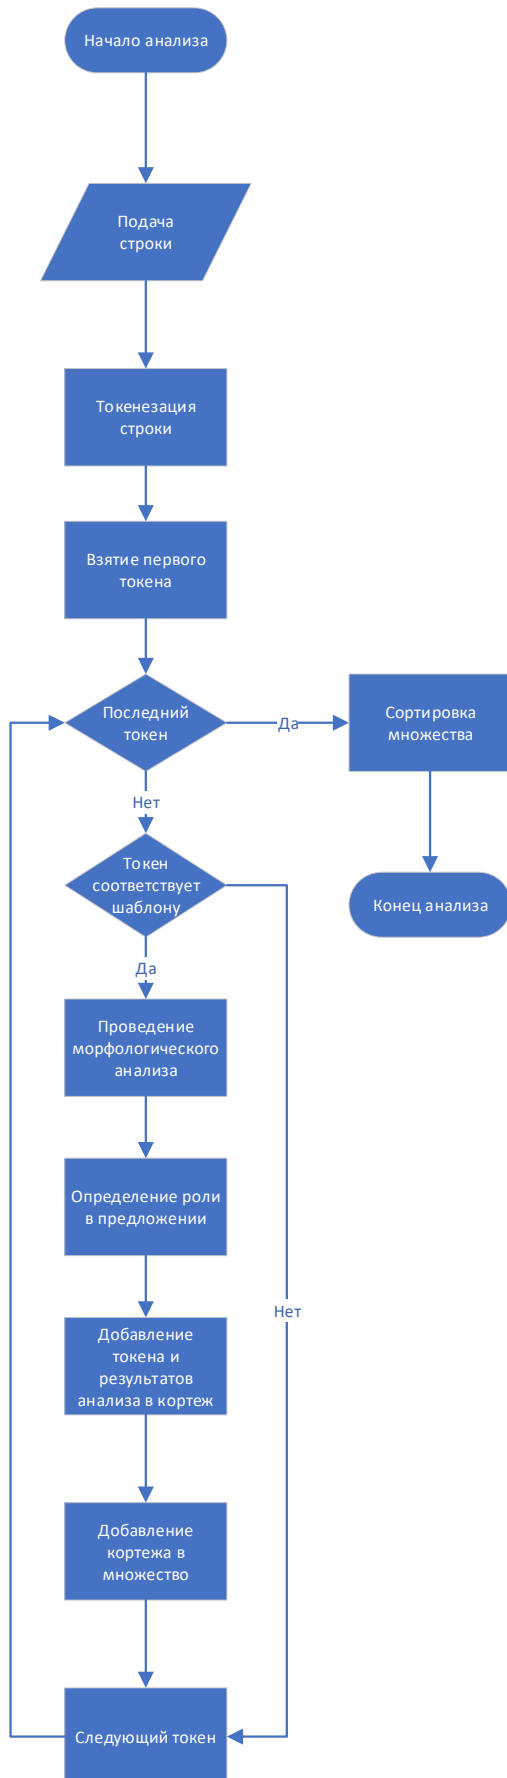 Начало анализа
Подача
строки
Токенезация
строки
Взятие первого
токена
Последний
токен
Да
Сортировка
множества
Нет
Токен
соответствует
шаблону
Конец анализа
Да
Проведение
морфологического
анализа
Определение роли
в предложении
Нет
Добавление
токена и
результатов
анализа в кортеж
Добавление
кортежа в
множество
Следующий токен